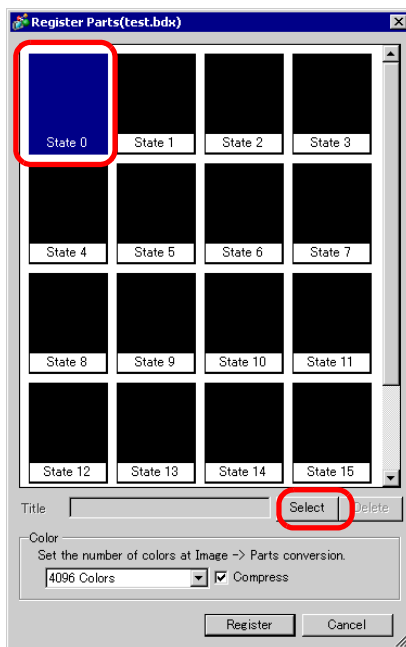 Register Parts(test.bdx)
State 0 State 1 State 2 State 3
State 4 State 5 State 6 State 7
State 8 State 9 State 10 State 11
State 12 State 13 State 14 State 15
Title Select Delete
Color
Set the number of colors at Image -> Parts conversion.
4096 Colors Compress
Register Cancel